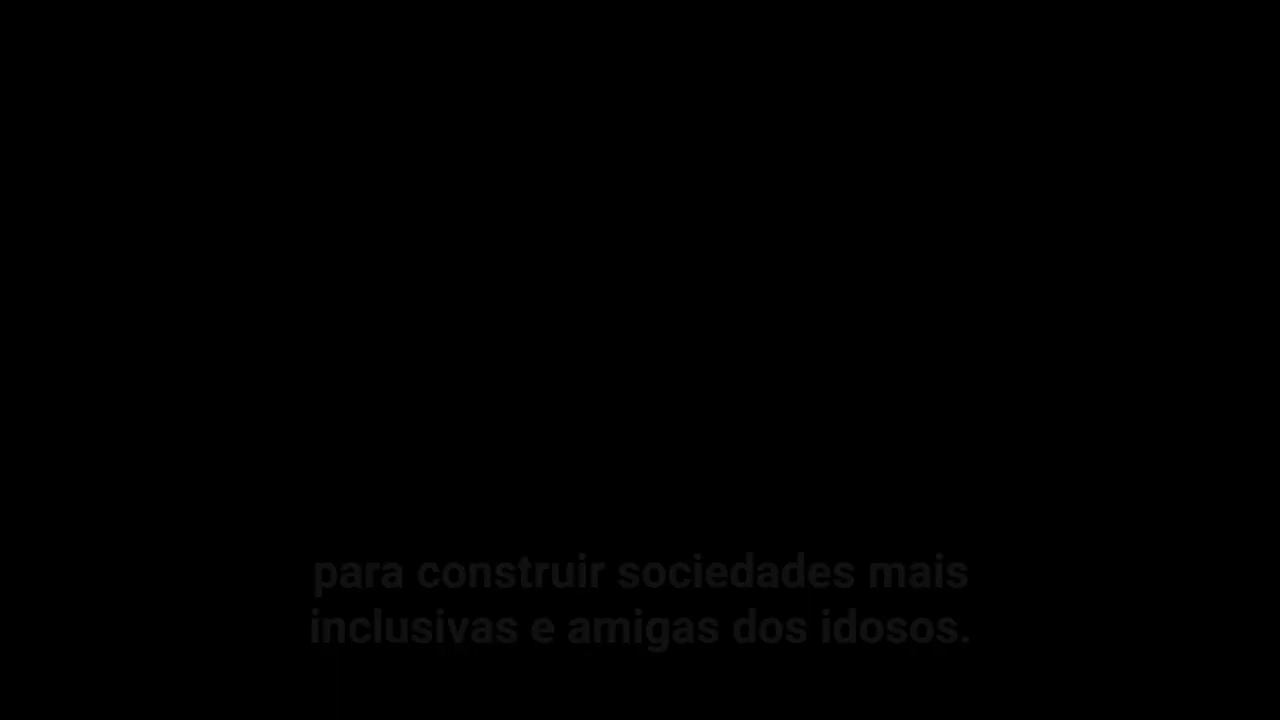 para construir sociedades mais
inclusivas e amigas dos idosos.